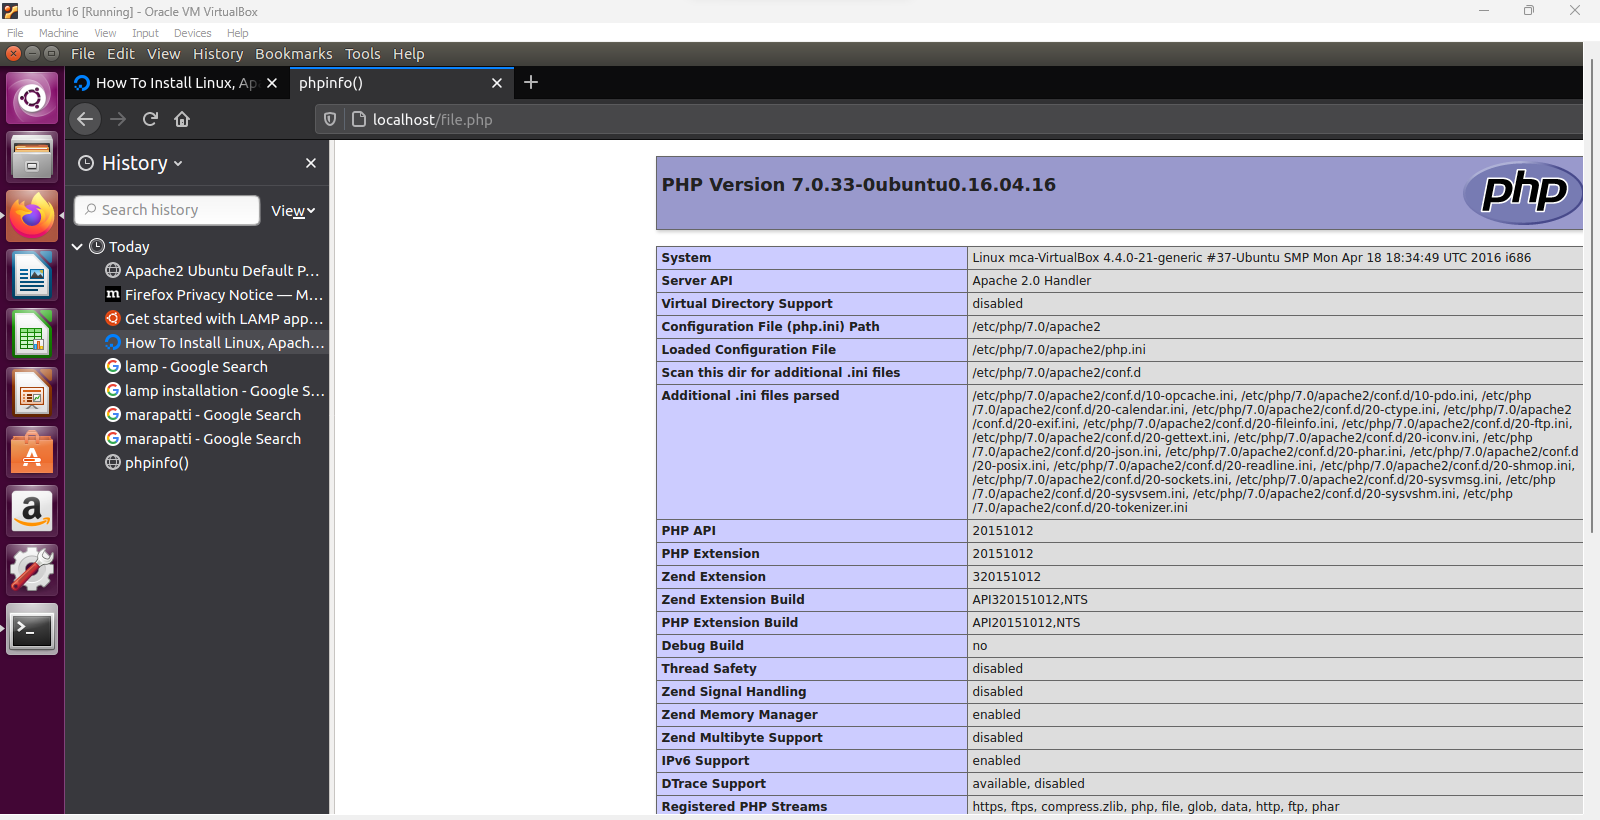 ubuntu 16 [Running] - Oracle VM VirtualBox
File Machine View Input Devices Help
File Edit View History Bookmarks Tools Help
How To Install Linux, Ap
phpinfo()
localhost/file.php
History
Search history
View
Today
Apache2 Ubuntu Default P...
Firefox Privacy Notice — M...
Get started with LAMP app...
How To Install Linux, Apach...
lamp - Google Search
lamp installation - Google S...
marapatti - Google Search
marapatti - Google Search
phpinfo()
PHP Version 7.0.33-0ubuntu0.16.04.16
php
System Linux mca-VirtualBox 4.4.0-21-generic #37-Ubuntu SMP Mon Apr 18 18:34:49 UTC 2016 i686
Server API Apache 2.0 Handler
Virtual Directory Support disabled
Configuration File (php.ini) Path /etc/php/7.0/apache2
Loaded Configuration File /etc/php/7.0/apache2/php.ini
Scan this dir for additional .ini files /etc/php/7.0/apache2/conf.d
Additional .ini files parsed /etc/php/7.0/apache2/conf.d/10-opcache.ini, /etc/php/7.0/apache2/conf.d/10-pdo.ini, /etc/php
/7.0/apache2/conf.d/20-calendar.ini, /etc/php/7.0/apache2/conf.d/20-ctype.ini, /etc/php/7.0/apache2
/conf.d/20-exif.ini, /etc/php/7.0/apache2/conf.d/20-fileinfo.ini, /etc/php/7.0/apache2/conf.d/20-ftp.ini,
/etc/php/7.0/apache2/conf.d/20-gettext.ini, /etc/php/7.0/apache2/conf.d/20-iconv.ini, /etc/php
/7.0/apache2/conf.d/20-json.ini, /etc/php/7.0/apache2/conf.d/20-phar.ini, /etc/php/7.0/apache2/conf.d
/20-posix.ini, /etc/php/7.0/apache2/conf.d/20-readline.ini, /etc/php/7.0/apache2/conf.d/20-shmop.ini,
/etc/php/7.0/apache2/conf.d/20-sockets.ini, /etc/php/7.0/apache2/conf.d/20-sysvmsg.ini, /etc/php
/7.0/apache2/conf.d/20-sysvsem.ini, /etc/php/7.0/apache2/conf.d/20-sysvshm.ini, /etc/php
/7.0/apache2/conf.d/20-tokenizer.ini
PHP API 20151012
PHP Extension 20151012
Zend Extension 320151012
Zend Extension Build API320151012,NTS
PHP Extension Build API20151012,NTS
Debug Build no
Thread Safety disabled
Zend Signal Handling disabled
Zend Memory Manager enabled
Zend Multibyte Support disabled
IPv6 Support enabled
DTrace Support available, disabled
Registered PHP Streams https, ftps, compress.zlib, php, file, glob, data, http, ftp, phar